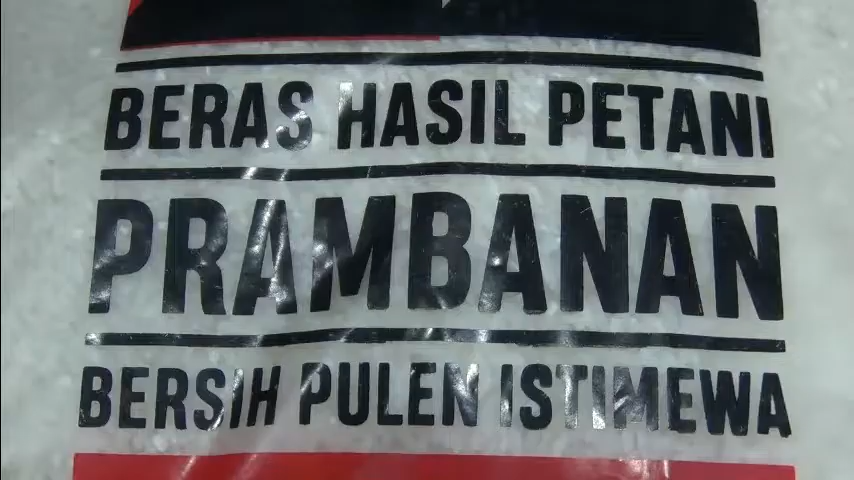 BERAS HASIL PETANI
PRAMBANAN
BERSIH PULEN ISTIMEWA